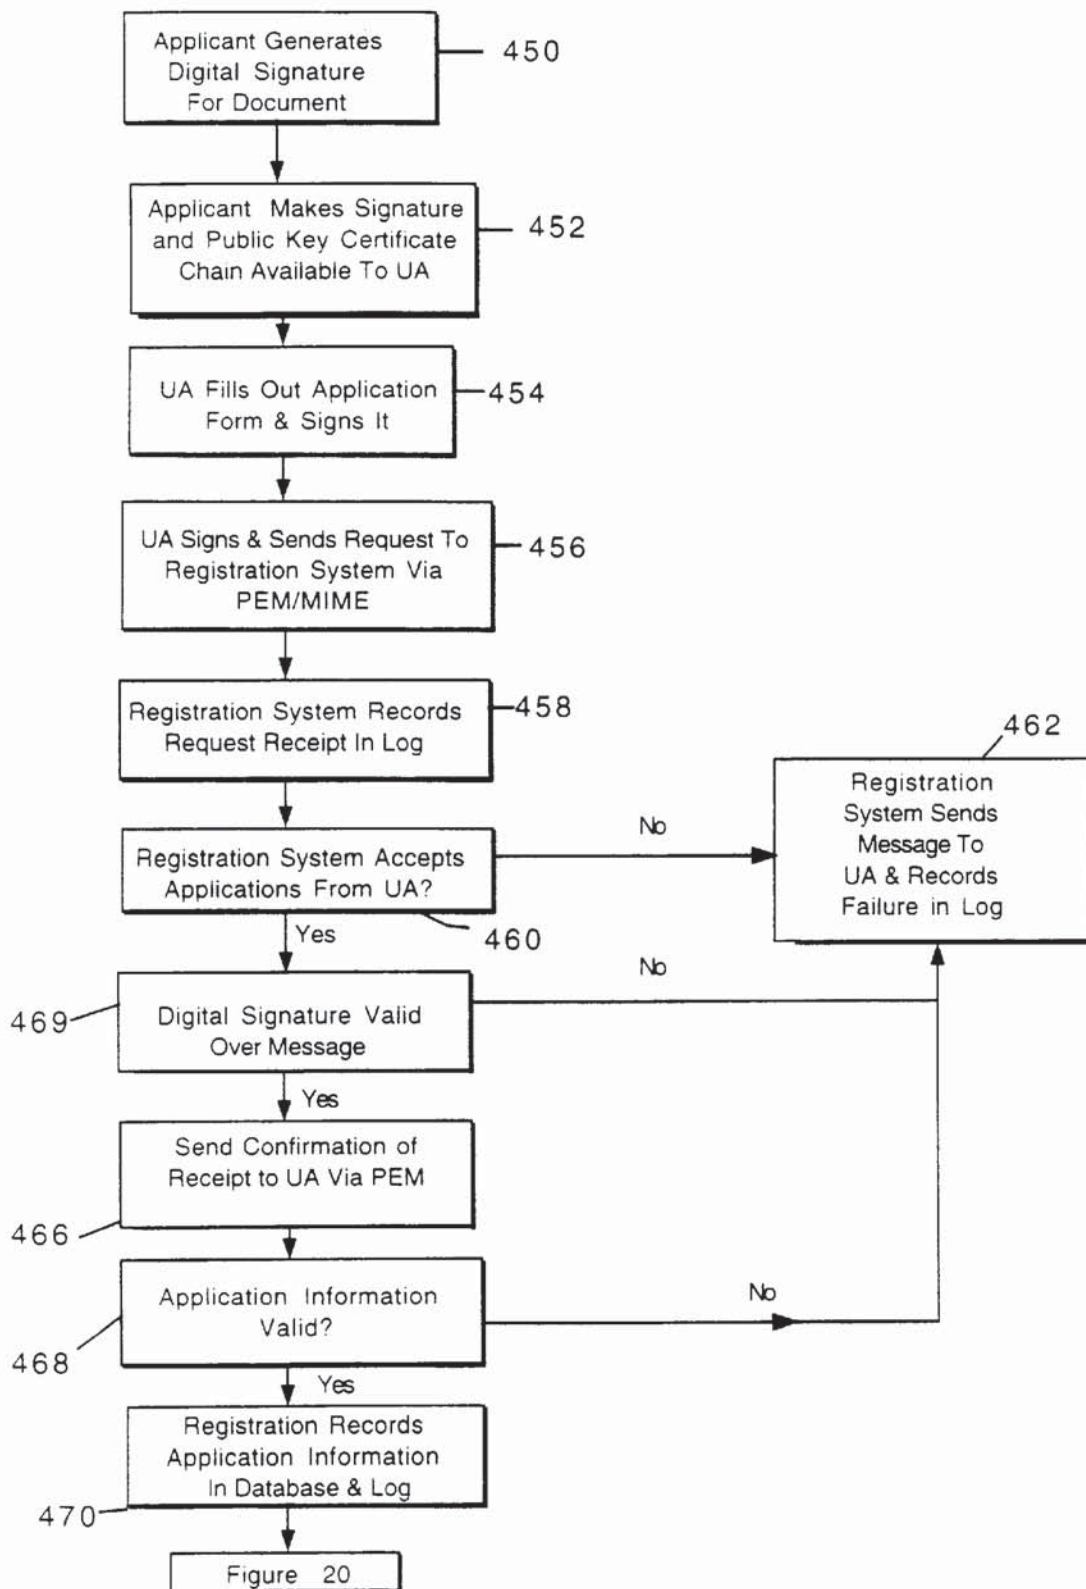 Applicant Generates
Digital Signature
For Document
450
Applicant Makes Signature
and Public Key Certificate
Chain Available To UA
452
UA Fills Out Application
Form & Signs It
454
UA Signs & Sends Request To
Registration System Via
PEM/MIME
456
Registration System Records
Request Receipt In Log
458
462
Registration
System Sends
Message To
UA & Records
Failure in Log
No
Registration System Accepts
Applications From UA?
460
Yes
No
469
Digital Signature Valid
Over Message
Yes
Send Confirmation of
Receipt to UA Via PEM
466
Application Information
Valid?
No
468
Yes
Registration Records
Application Information
In Database & Log
470
Figure 20